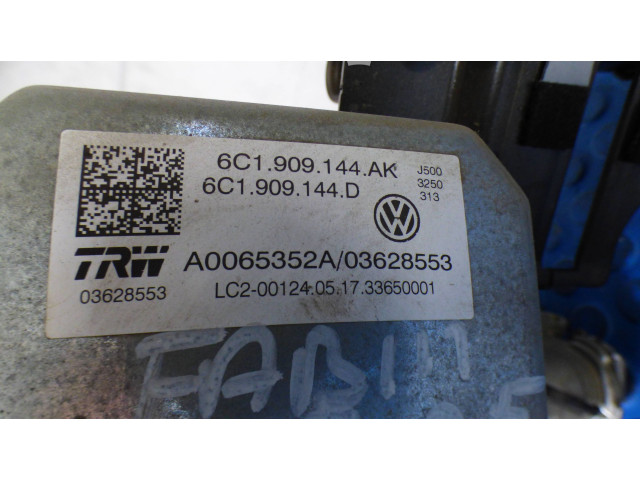 6C1.909.144.AK
6C1.909.144.D
J500
3250
313
TRW
A0065352A/03628553
03628553
LC2-00124.05.17.33650001
FABIA